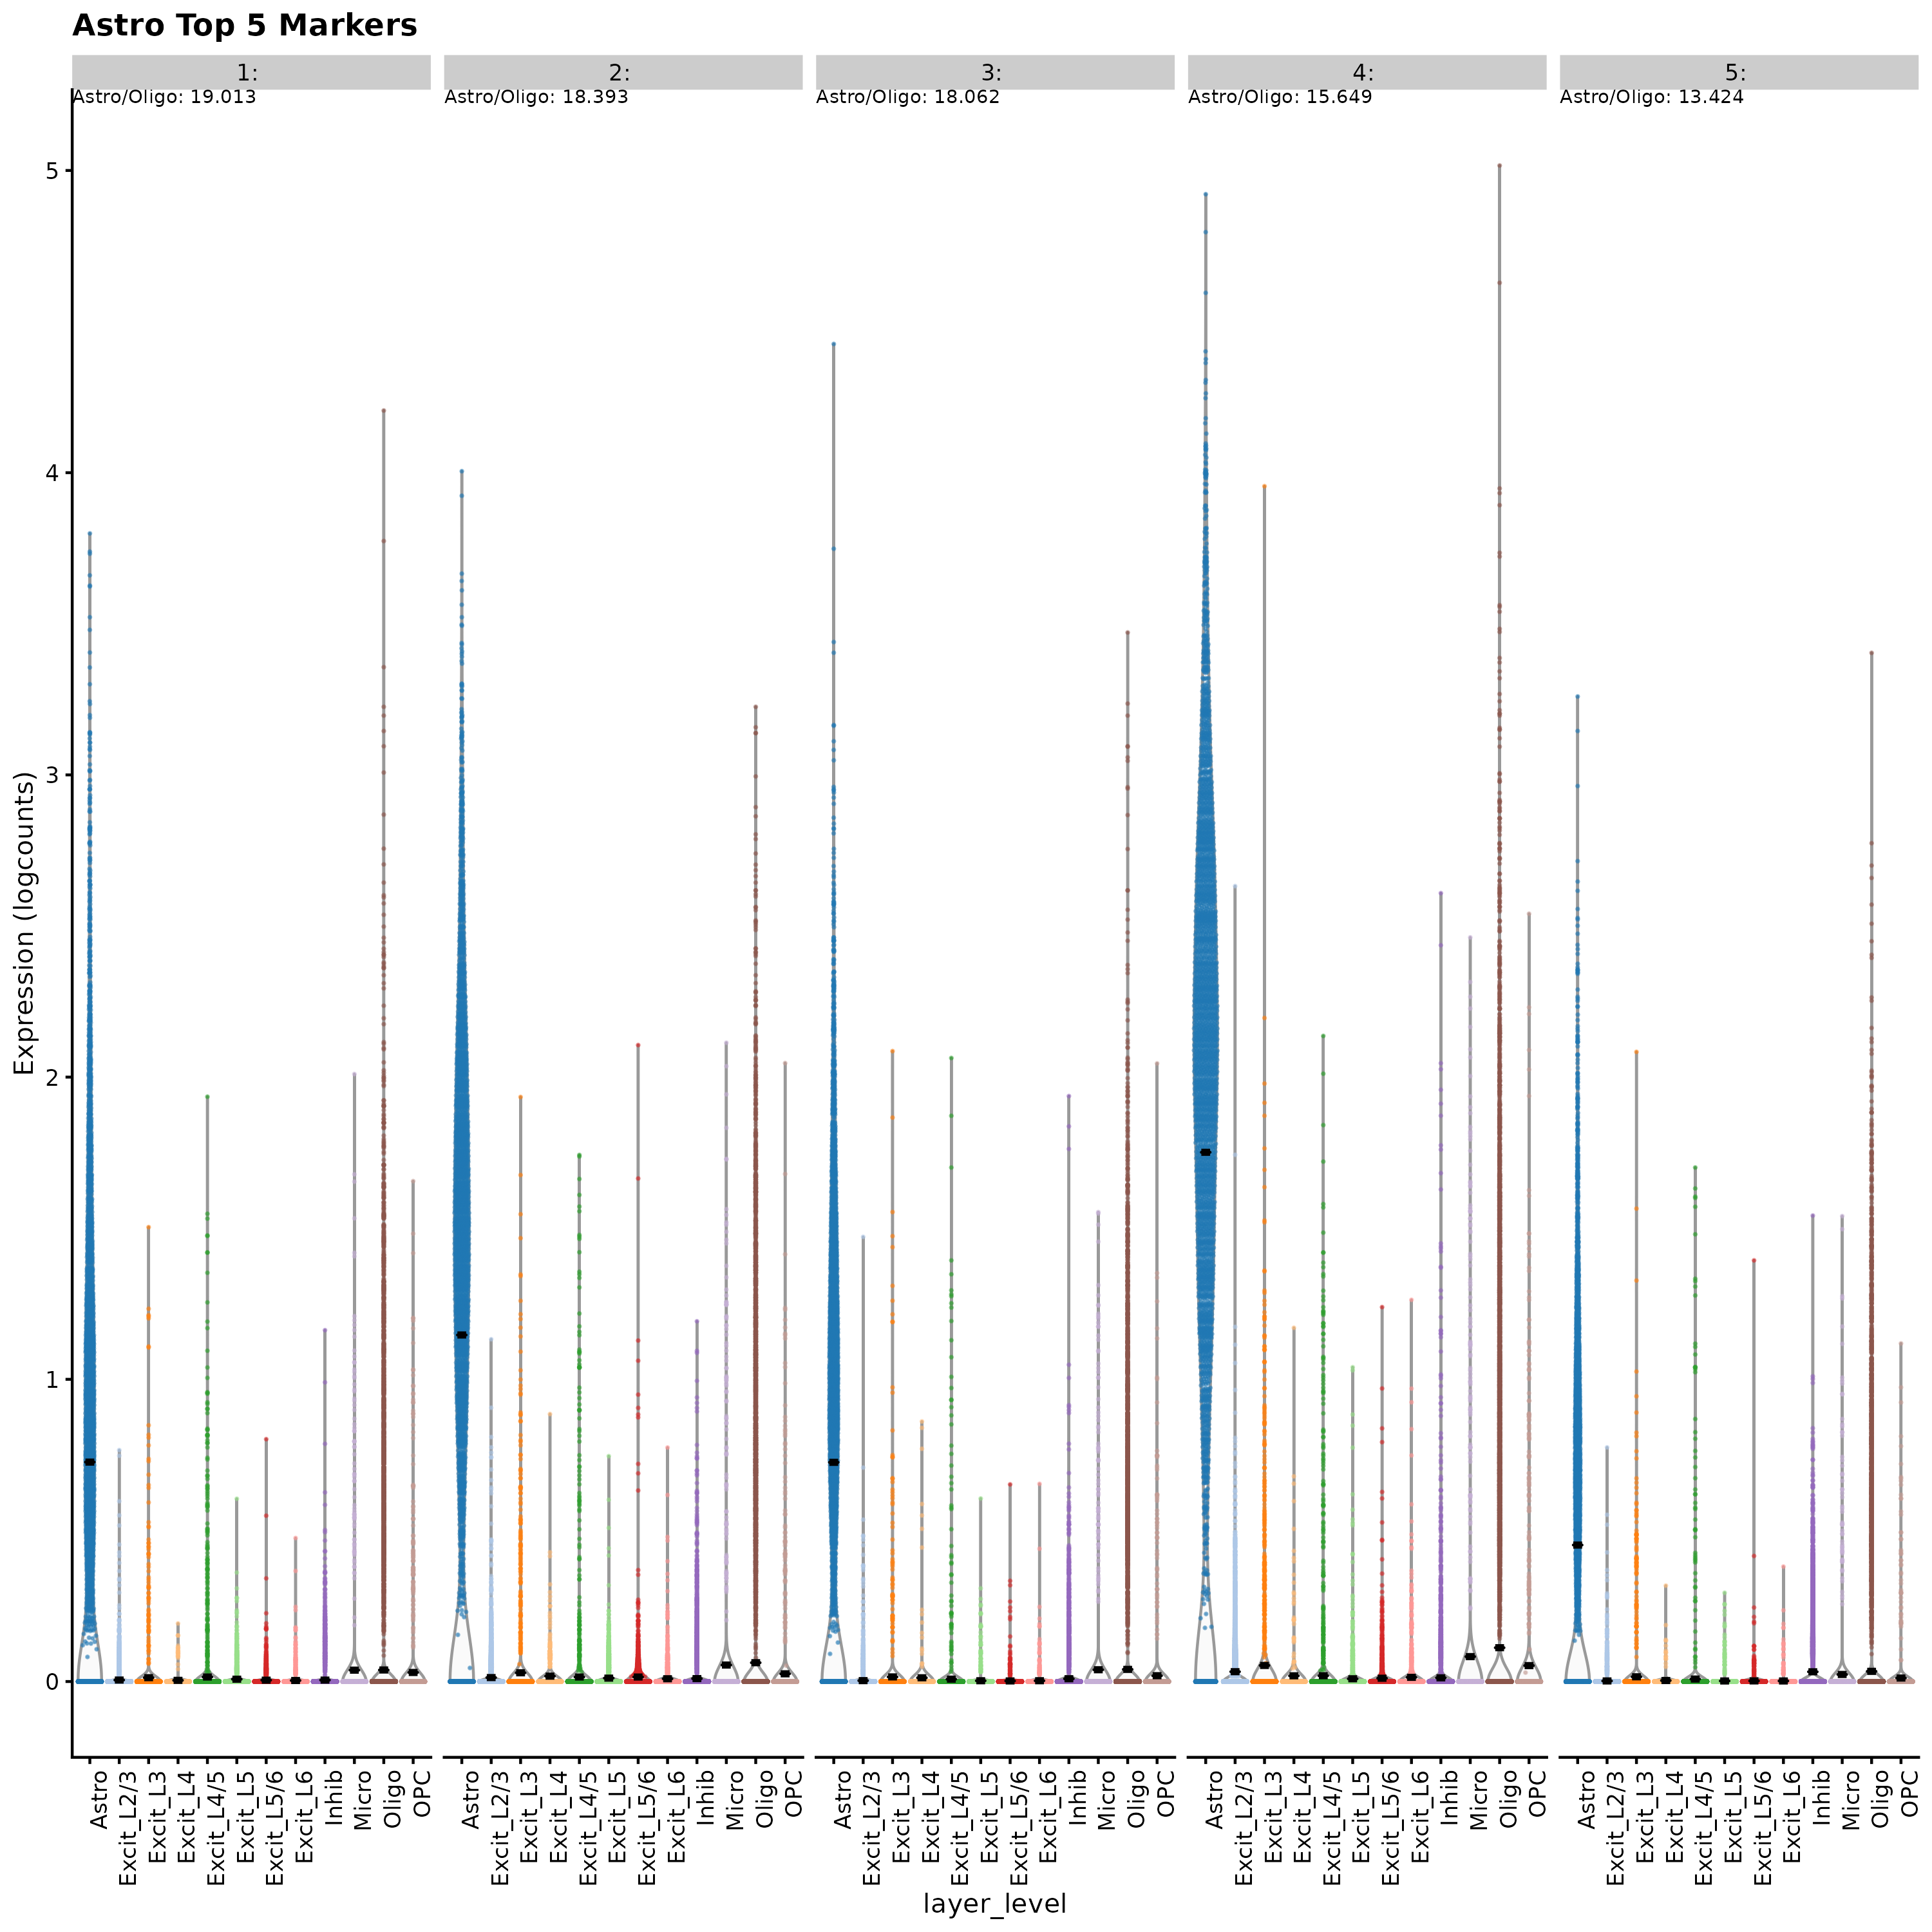 Astro Top 5 Markers
1: 2: 3: 4: 5:
Astro/Oligo: 19.013 Astro/Oligo: 18.393 Astro/Oligo: 18.062 Astro/Oligo: 15.649 Astro/Oligo: 13.424
5
4
3
2
1
0
Expression (logcounts)
Astro Excit_L2/3 Excit_L3 Excit_L4 Excit_L4/5 Excit_L5 Excit_L5/6 Excit_L6 Inhib Micro Oligo OPC
Astro Excit_L2/3 Excit_L3 Excit_L4 Excit_L4/5 Excit_L5 Excit_L5/6 Excit_L6 Inhib Micro Oligo OPC
Astro Excit_L2/3 Excit_L3 Excit_L4 Excit_L4/5 Excit_L5 Excit_L5/6 Excit_L6 Inhib Micro Oligo OPC
Astro Excit_L2/3 Excit_L3 Excit_L4 Excit_L4/5 Excit_L5 Excit_L5/6 Excit_L6 Inhib Micro Oligo OPC
Astro Excit_L2/3 Excit_L3 Excit_L4 Excit_L4/5 Excit_L5 Excit_L5/6 Excit_L6 Inhib Micro Oligo OPC
layer_level